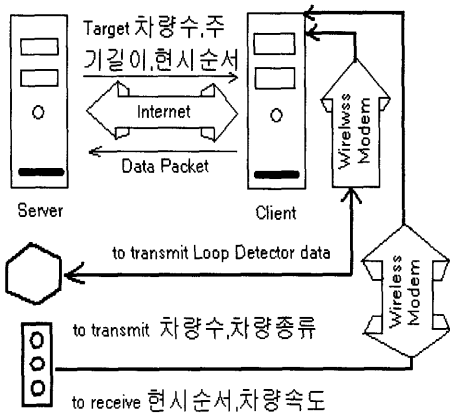 Target 차량수,주
기길이,현시순서
Internet
Data Packet
Server
Client
Wirelwss
Modem
to transmit Loop Detector data
Wireless
Modem
to transmit 차량수,차량종류
to receive 현시순서,차량속도